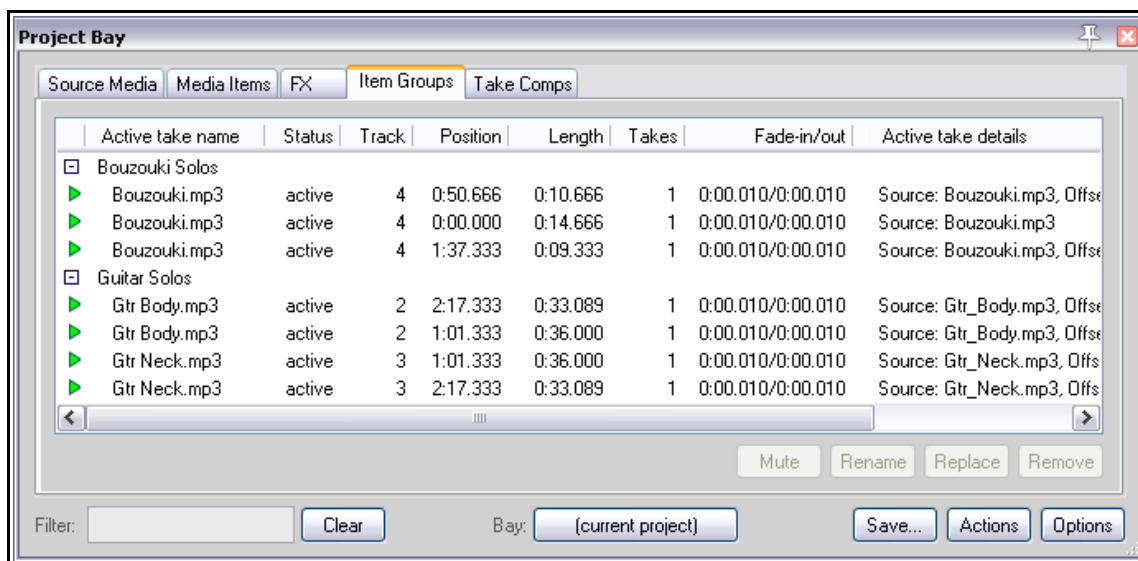 Project Bay
Source Media Media Items FX Item Groups Take Comps
Active take name Status Track Position Length Takes Fade-in/out Active take details
Bouzouki Solos
Bouzouki.mp3 active 4 0:50.666 0:10.666 1 0:00.010/0:00.010 Source: Bouzouki.mp3, Offse
Bouzouki.mp3 active 4 0:00.000 0:14.666 1 0:00.010/0:00.010 Source: Bouzouki.mp3
Bouzouki.mp3 active 4 1:37.333 0:09.333 1 0:00.010/0:00.010 Source: Bouzouki.mp3, Offse
Guitar Solos
Gtr Body.mp3 active 2 2:17.333 0:33.089 1 0:00.010/0:00.010 Source: Gtr_Body.mp3, Offse
Gtr Body.mp3 active 2 1:01.333 0:36.000 1 0:00.010/0:00.010 Source: Gtr_Body.mp3, Offse
Gtr Neck.mp3 active 3 1:01.333 0:36.000 1 0:00.010/0:00.010 Source: Gtr_Neck.mp3, Offs
Gtr Neck.mp3 active 3 2:17.333 0:33.089 1 0:00.010/0:00.010 Source: Gtr_Neck.mp3, Offs
Mute Rename Replace Remove
Filter: Clear Bay: (current project) Save... Actions Options